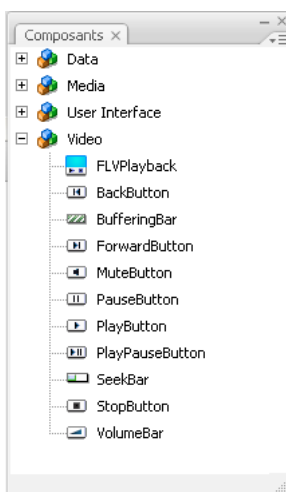 Composants
Data
Media
User Interface
Video
FLVPlayback
BackButton
BufferingBar
ForwardButton
MuteButton
PauseButton
PlayButton
PlayPauseButton
SeekBar
StopButton
VolumeBar